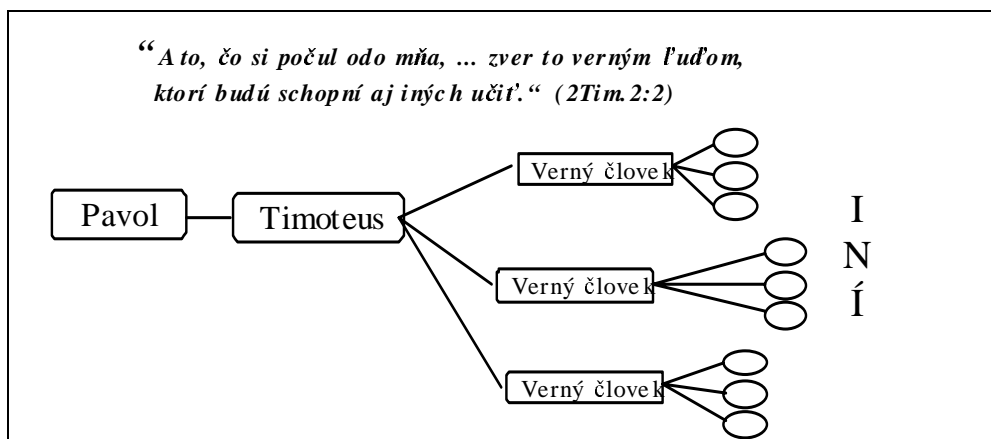 “A to, čo si počul odo mňa, ... zver to verným ľuďom,
ktorí budú schopní aj iných učiť.“ (2Tim.2:2)
Pavol
Timoteus
Verný človek
Verný človek
Verný človek
I
N
Í